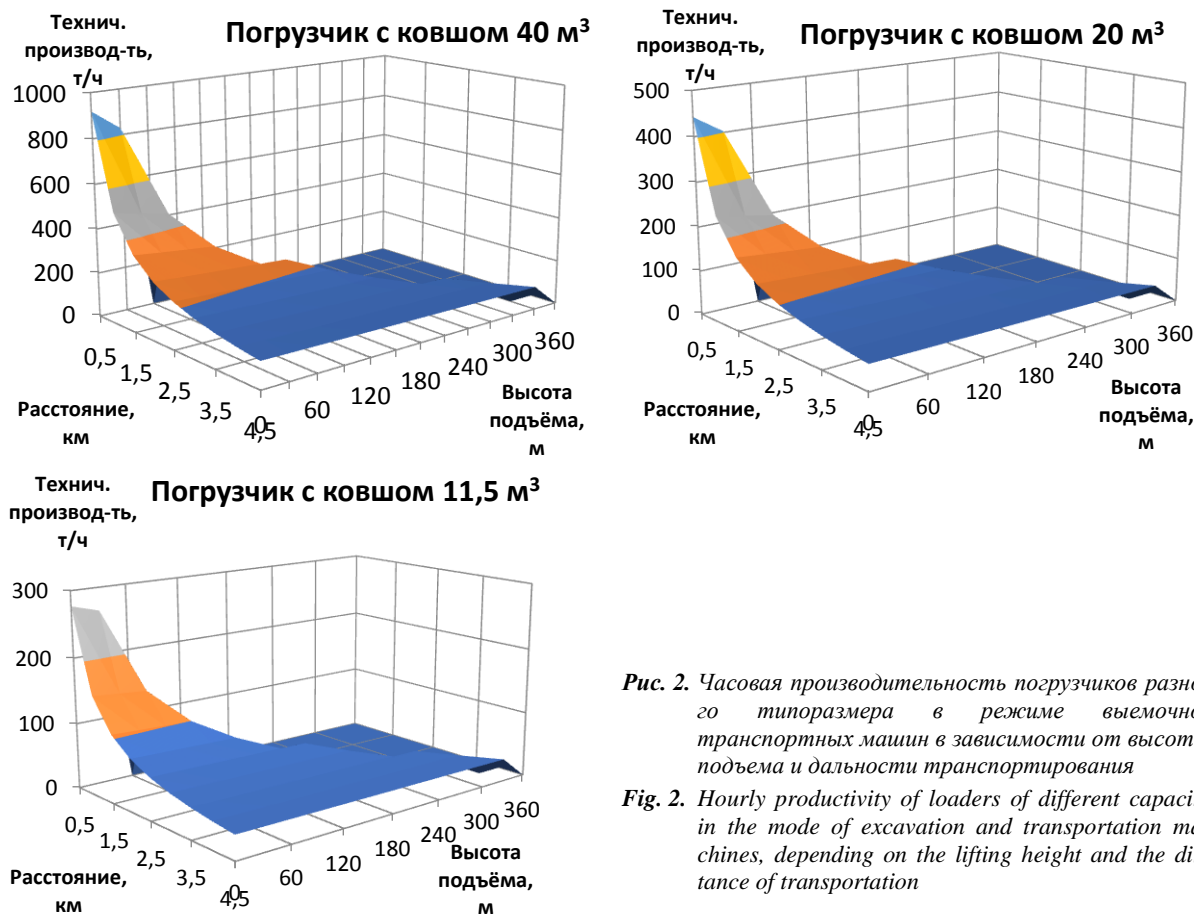 Технич.
производ-ть,
т/ч
Погрузчик с ковшом 40 м³
1000
800
600
400
200
0
0,5
1,5
2,5
3,5
4,5
0
60
120
180
240
300
360
Расстояние,
км
Высота
подъёма,
м
Технич.
производ-ть,
т/ч
Погрузчик с ковшом 20 м³
500
400
300
200
100
0
0,5
1,5
2,5
3,5
4,5
0
60
120
180
240
300
360
Расстояние,
км
Высота
подъёма,
м
Технич.
производ-ть,
т/ч
Погрузчик с ковшом 11,5 м³
300
200
100
0
0,5
1,5
2,5
3,5
4,5
0
60
120
180
240
300
360
Расстояние,
км
Высота
подъёма,
м
Рис. 2. Часовая производительность погрузчиков разно
го типоразмера в режиме выемочно
транспортных машин в зависимости от высот
подъема и дальности транспортирования
Fig. 2. Hourly productivity of loaders of different capaci
in the mode of excavation and transportation ma
chines, depending on the lifting height and the di
tance of transportation